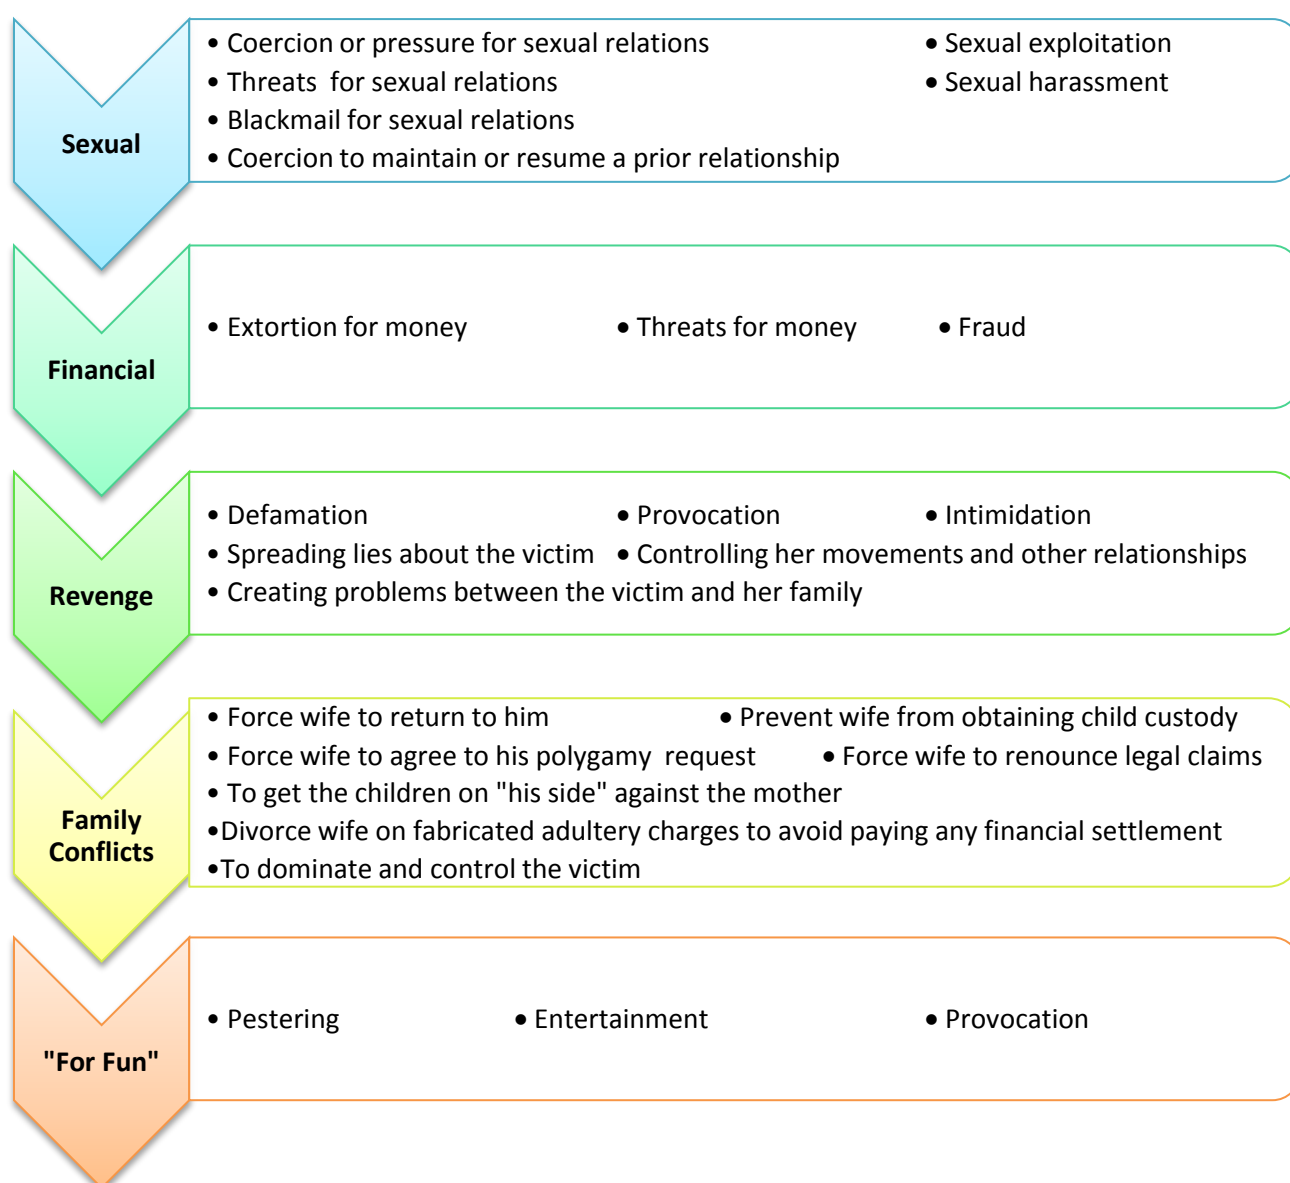 Sexual
• Coercion or pressure for sexual relations • Sexual exploitation
• Threats  for sexual relations • Sexual harassment
• Blackmail for sexual relations
• Coercion to maintain or resume a prior relationship
Financial
• Extortion for money • Threats for money • Fraud
Revenge
• Defamation • Provocation • Intimidation
• Spreading lies about the victim • Controlling her movements and other relationships
• Creating problems between the victim and her family
Family
Conflicts
• Force wife to return to him • Prevent wife from obtaining child custody
• Force wife to agree to his polygamy  request • Force wife to renounce legal claims
• To get the children on "his side" against the mother
•Divorce wife on fabricated adultery charges to avoid paying any financial settlement
•To dominate and control the victim
"For Fun"
• Pestering • Entertainment • Provocation